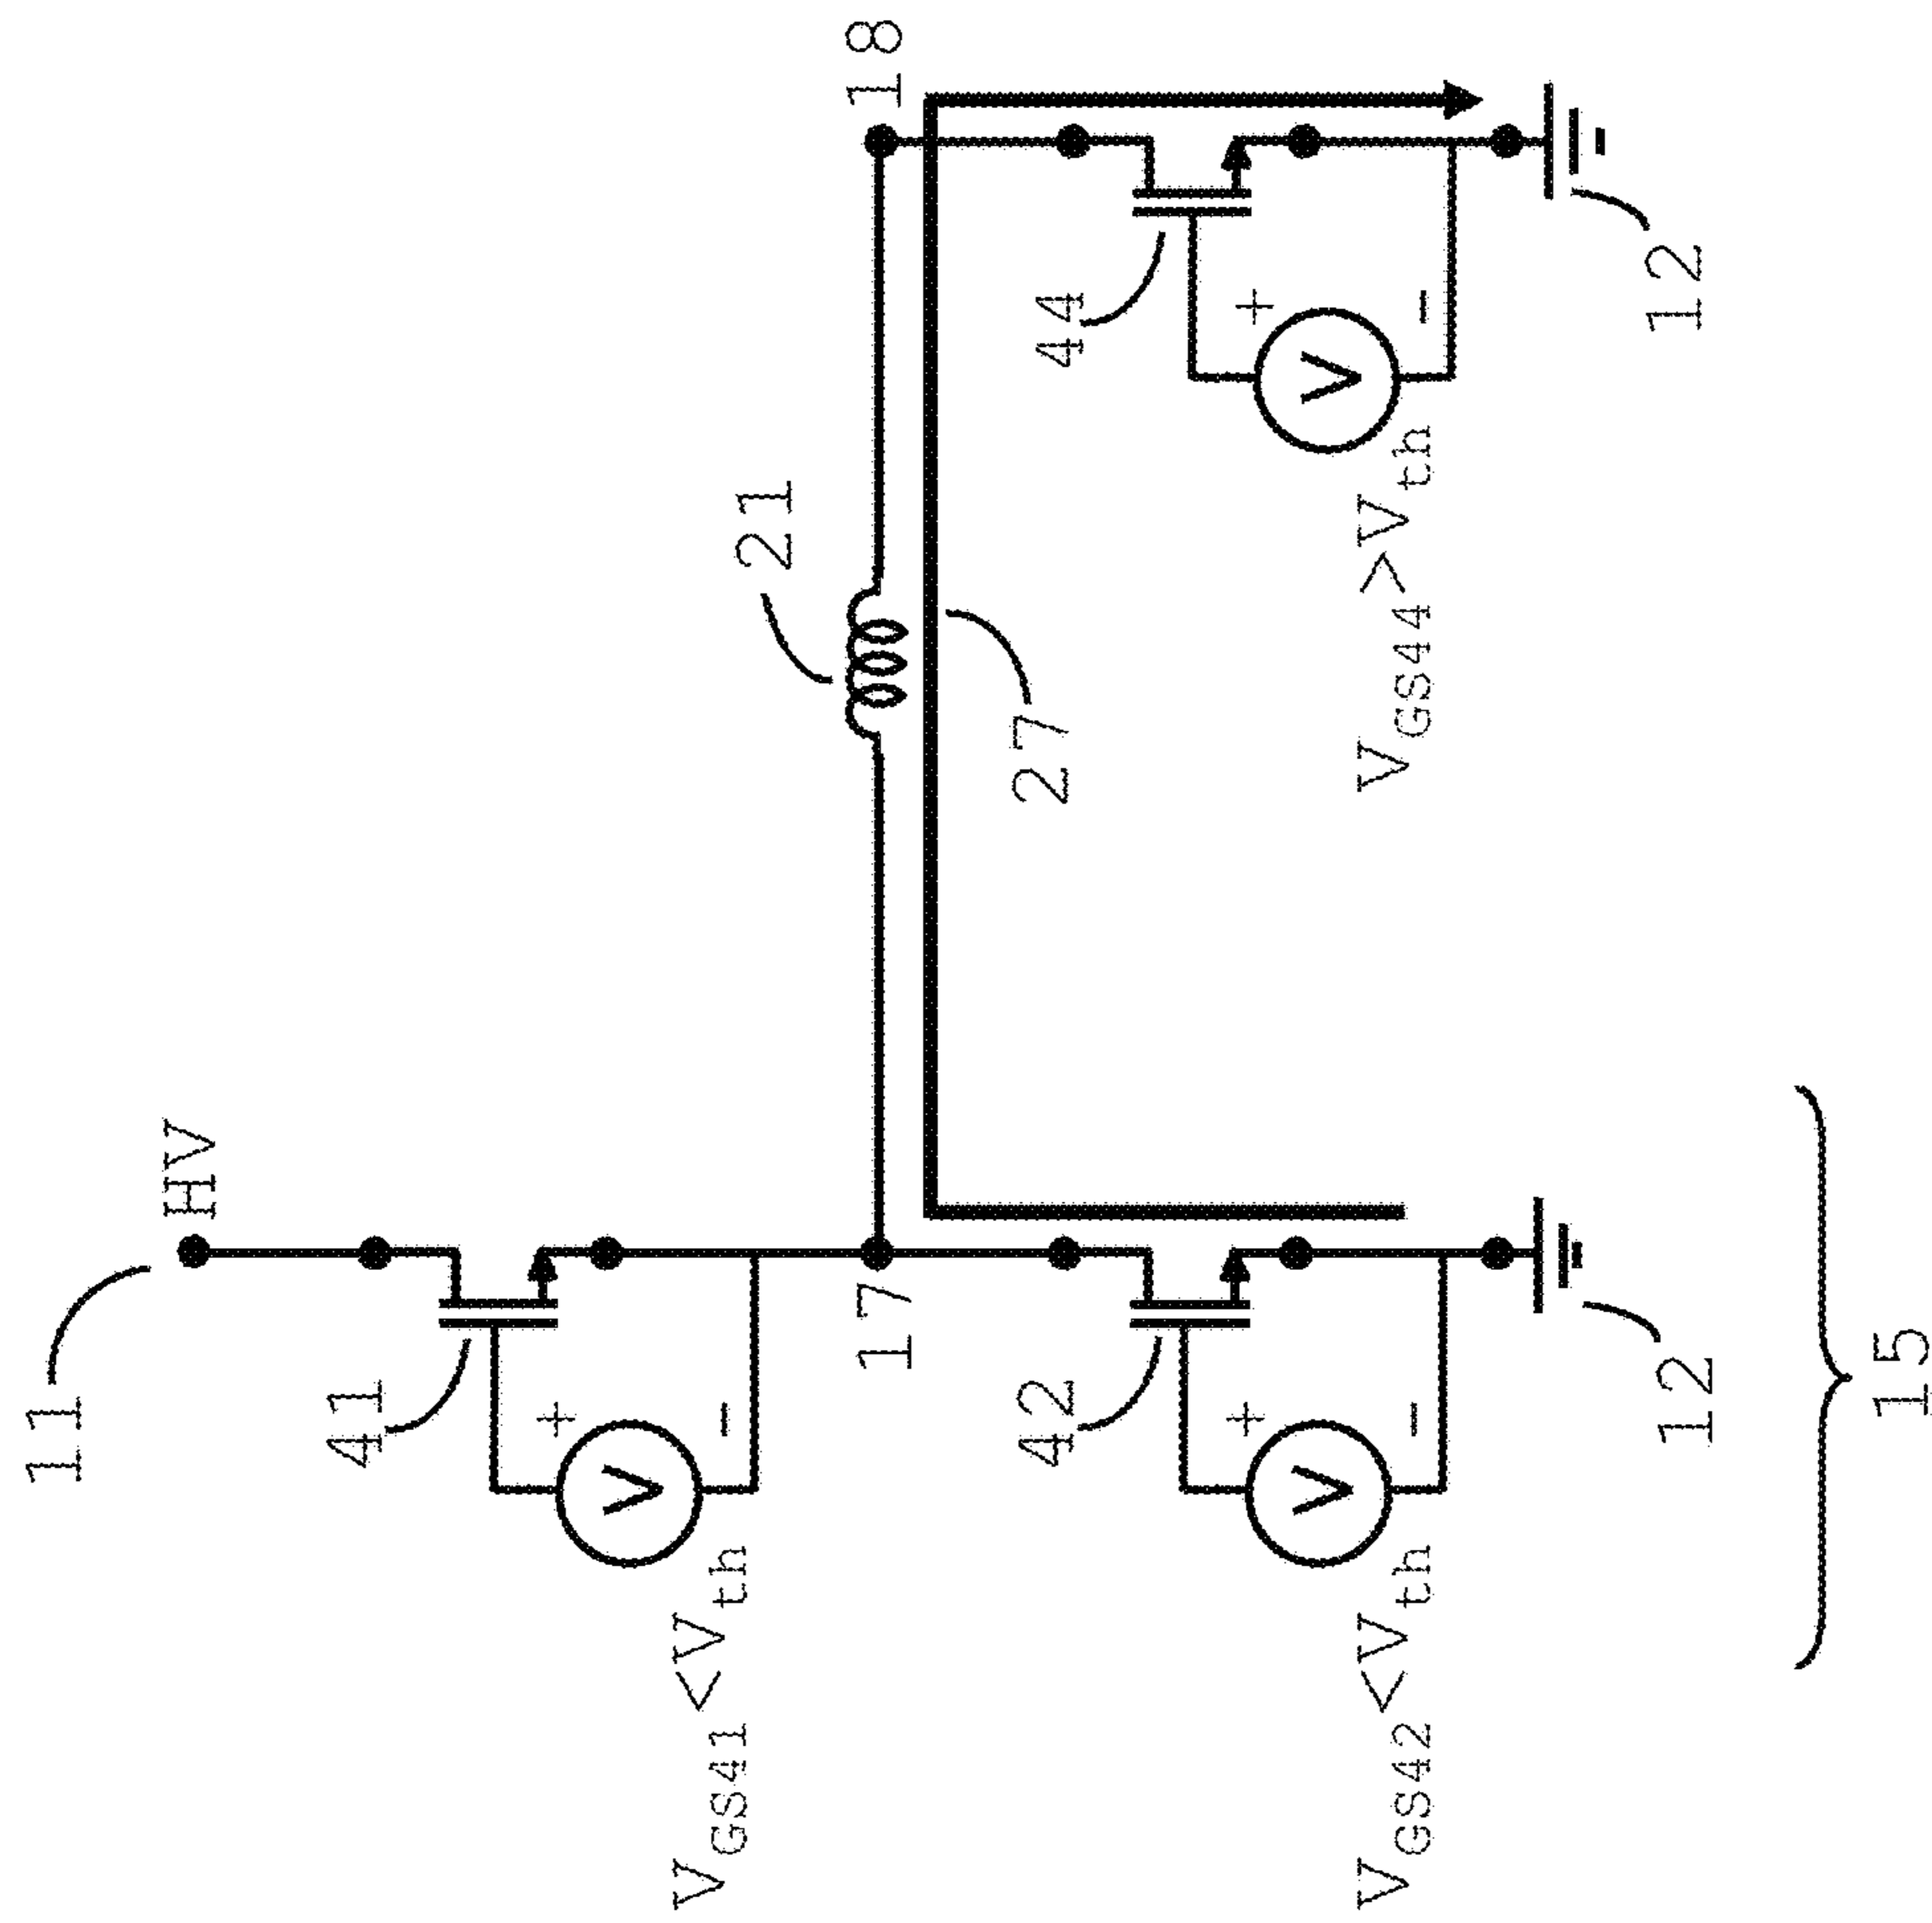 11
HV
41
+
V
-
V_GS41<V_th
17
21
18
27
42
+
V
-
V_GS42<V_th
12
44
+
V
-
V_GS44>V_th
12
15